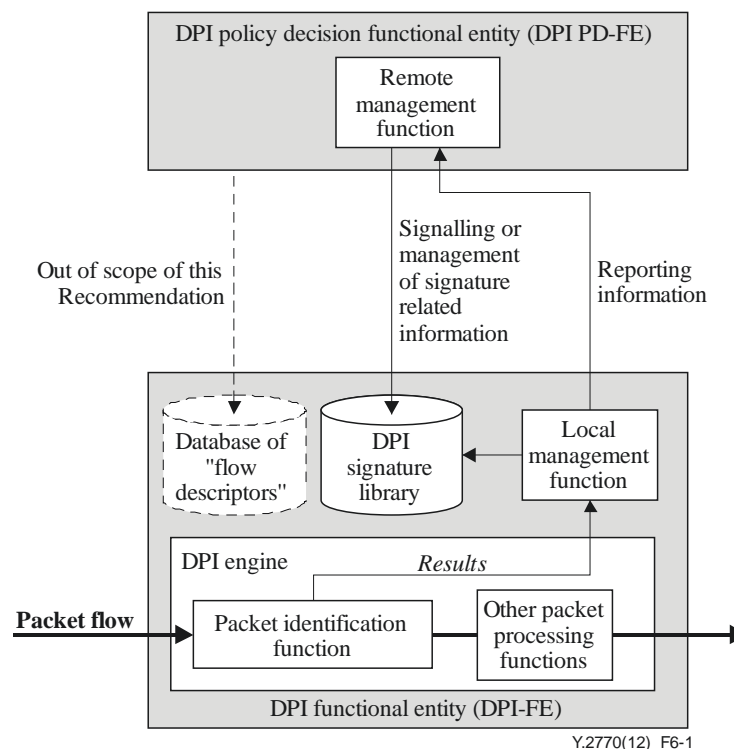 DPI policy decision functional entity (DPI PD-FE)
Remote
management
function
Out of scope of this
Recommendation
Signalling or
management
of signature
related
information
Reporting
information
Database of
"flow
descriptors"
DPI
signature
library
Local
management
function
DPI engine
Results
Packet flow
Packet identification
function
Other packet
processing
functions
DPI functional entity (DPI-FE)
Y.2770(12)_F6-1